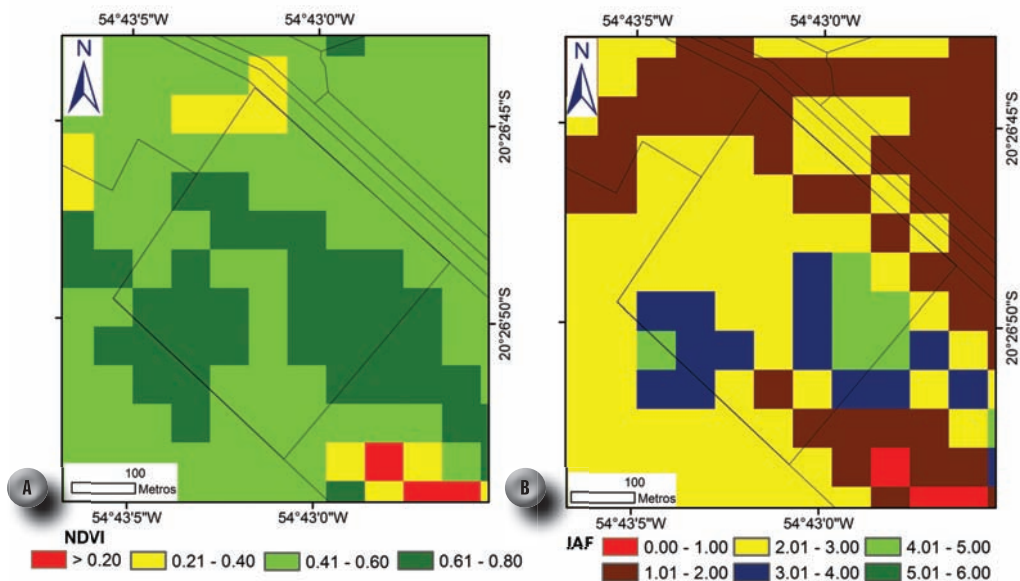 54°43'5"W 54°43'0"W
N
20°26'45"S
20°26'50"S
100
Metros
A
54°43'5"W 54°43'0"W
NDVI
> 0.20 0.21 - 0.40 0.41 - 0.60 0.61 - 0.80
54°43'5"W 54°43'0"W
N
20°26'45"S
20°26'50"S
100
Metros
B
54°43'5"W 54°43'0"W
IAF
0.00 - 1.00 2.01 - 3.00 4.01 - 5.00
1.01 - 2.00 3.01 - 4.00 5.01 - 6.00